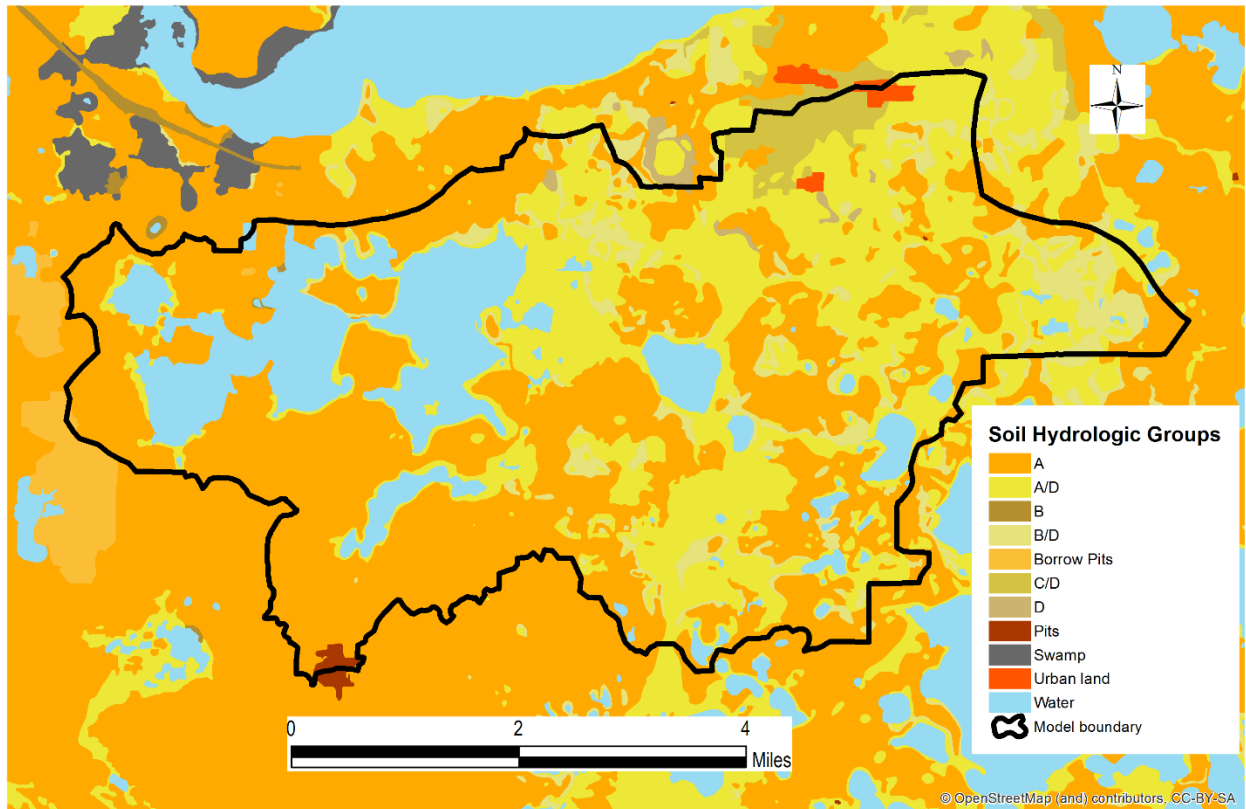 N
Soil Hydrologic Groups
A
A/D
B
B/D
Borrow Pits
C/D
D
Pits
Swamp
Urban land
Water
Model boundary
0 2 4
Miles
© OpenStreetMap (and) contributors, CC-BY-SA